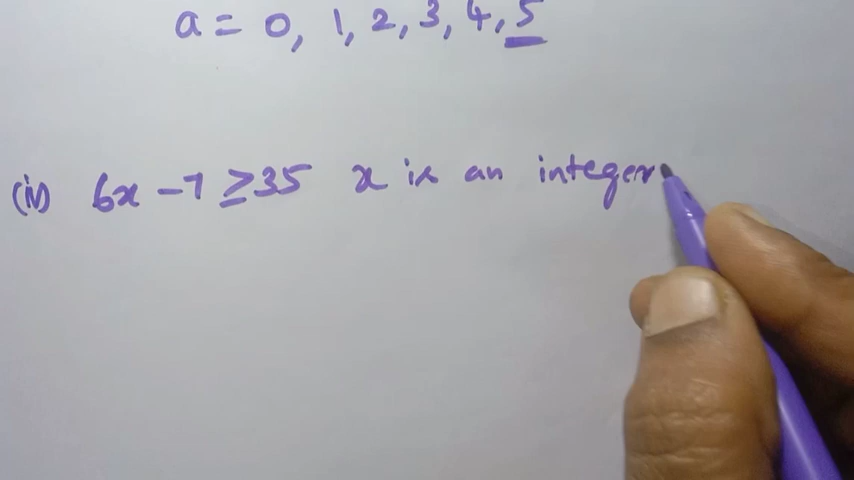 a = 0, 1, 2, 3, 4, 5
(iv) 6x - 7 ≥ 35 x is an integer